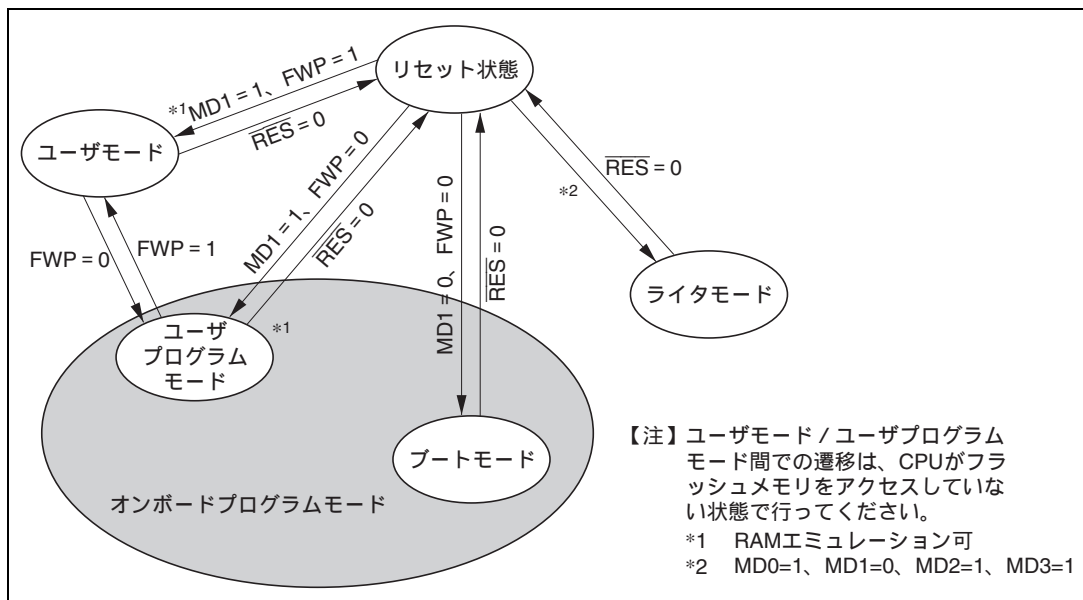 リセット状態
*1 MD1 = 1、FWP = 1
RES = 0
ユーザモード
MD1 = 1、FWP = 0
RES = 0
MD1 = 0、FWP = 0
RES = 0
*2
RES = 0
FWP = 0
FWP = 1
ライタモード
ユーザ
プログラム
モード
*1
ブートモード
オンボードプログラムモード
【注】ユーザモード / ユーザプログラム
モード間での遷移は、CPUがフラ
ッシュメモリをアクセスしていな
い状態で行ってください。
*1 RAMエミュレーション可
*2 MD0=1、MD1=0、MD2=1、MD3=1